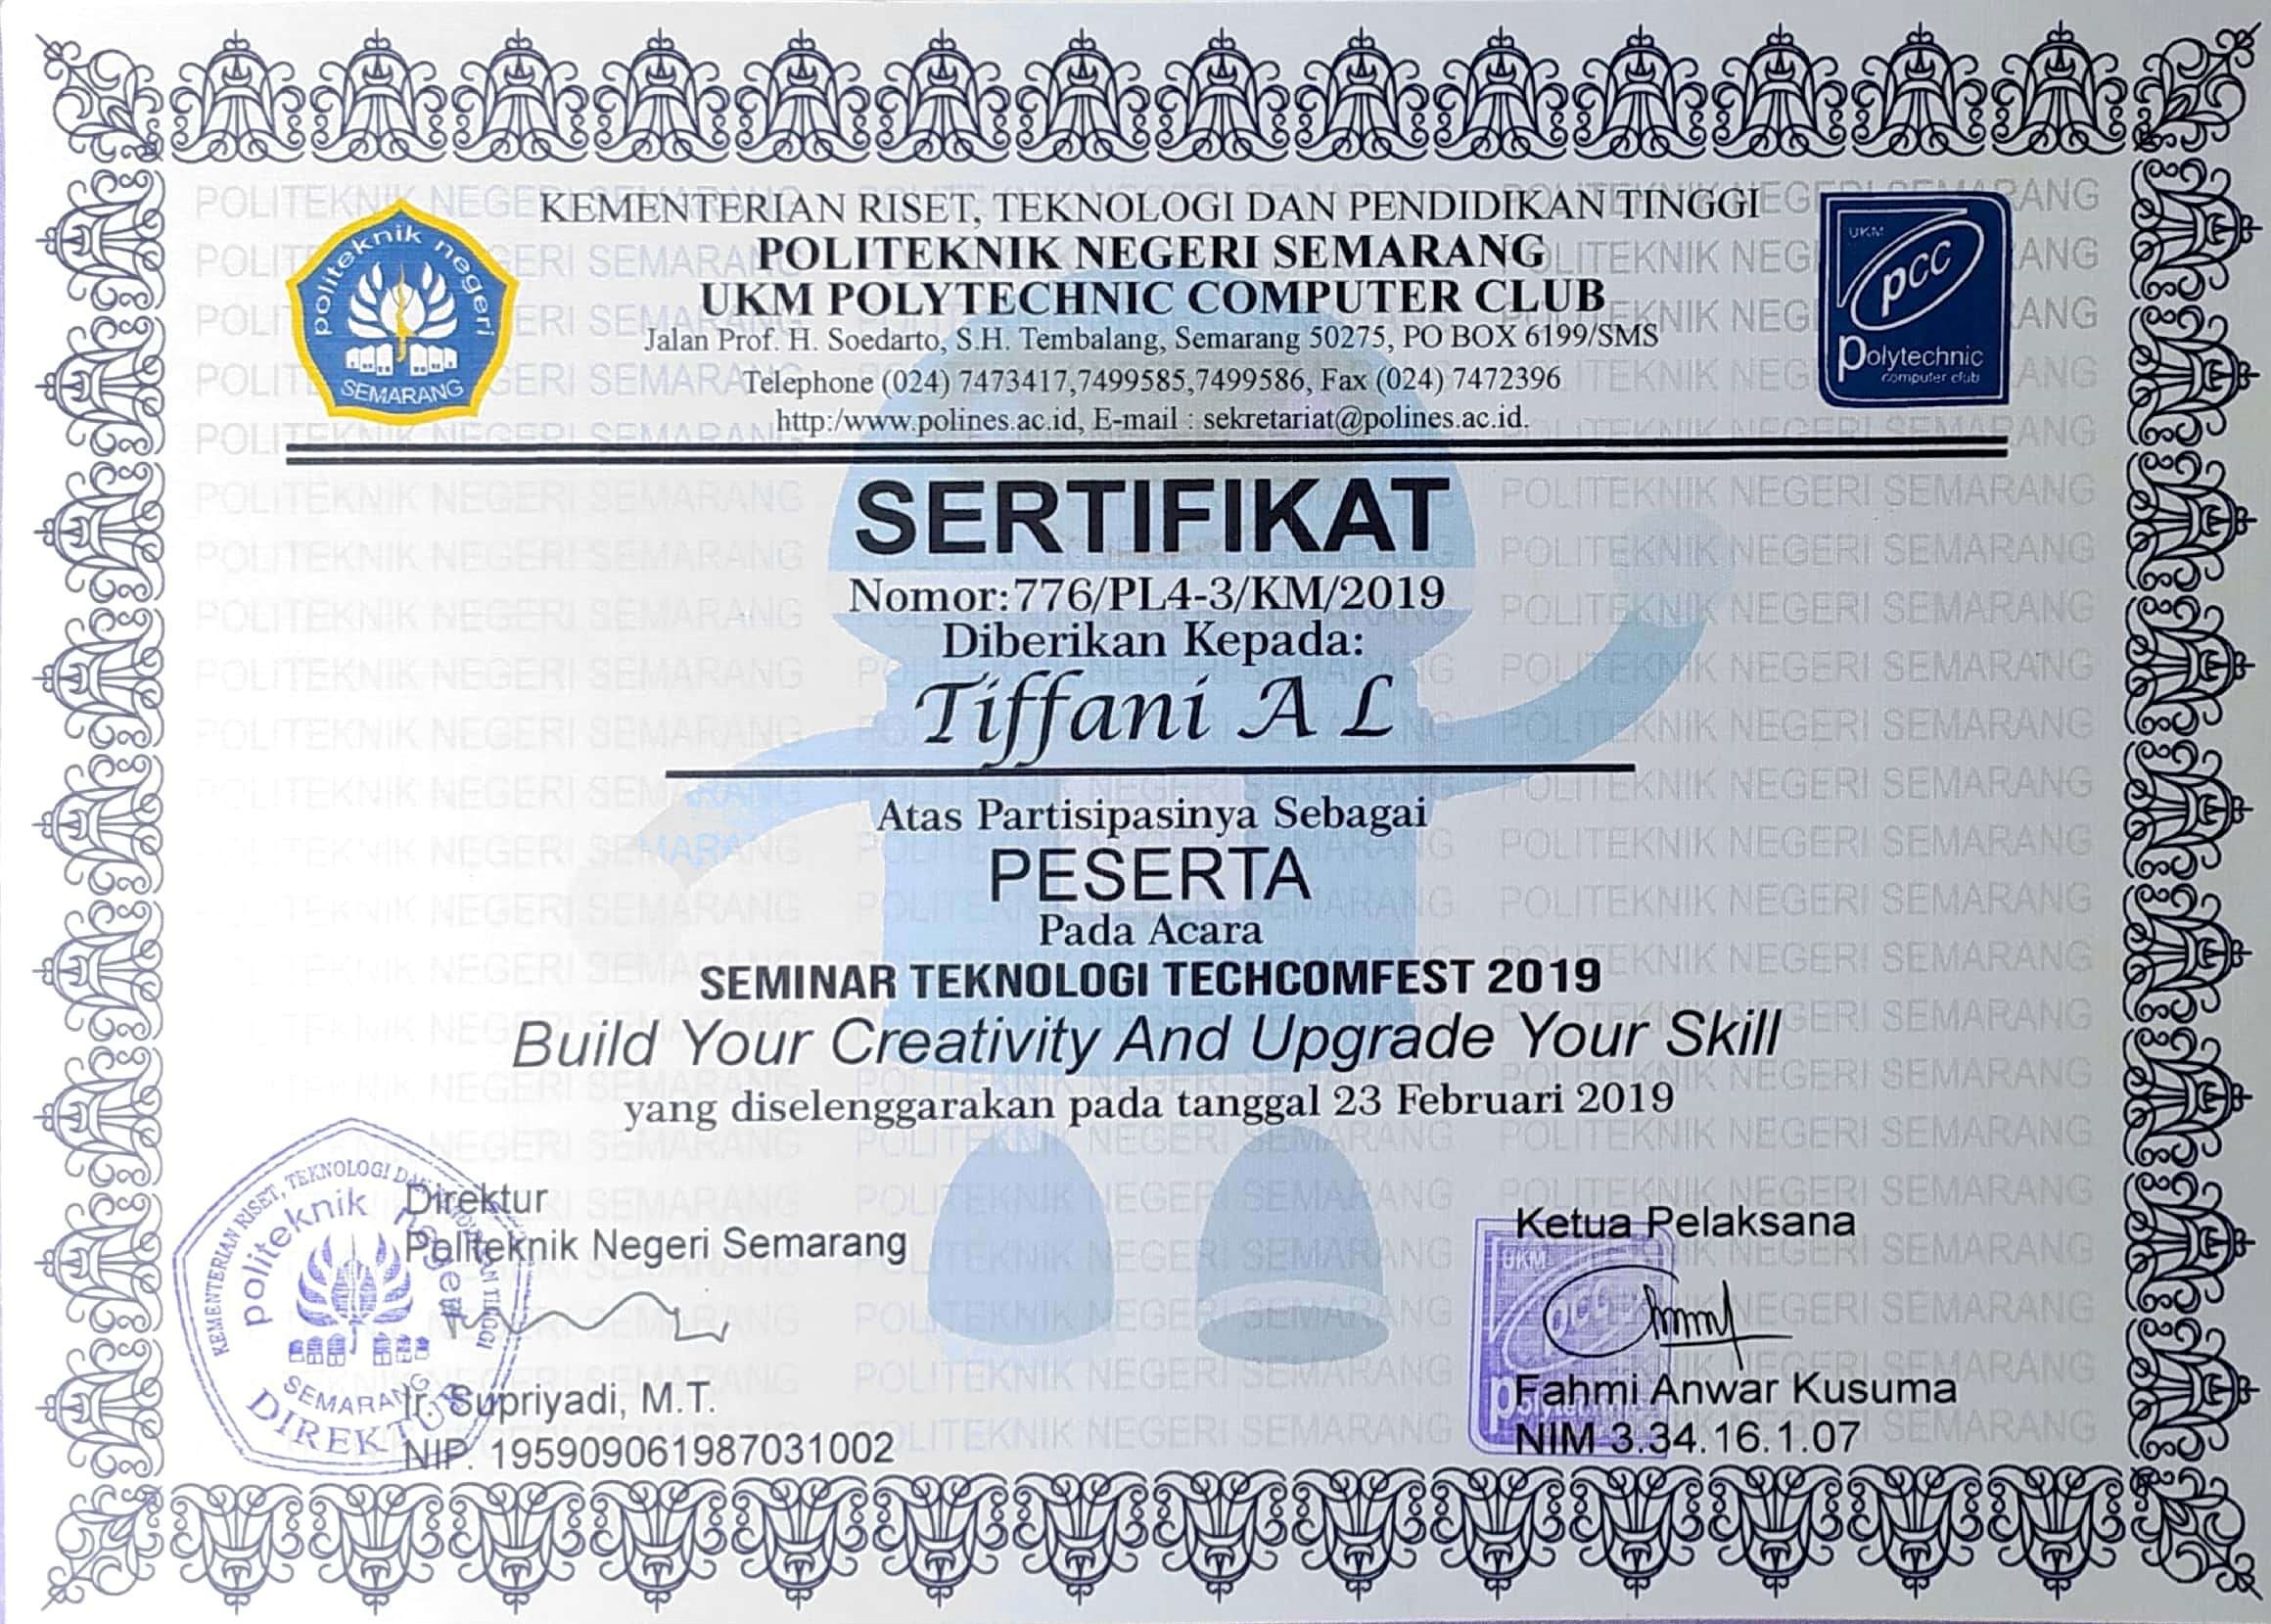 KEMENTERIAN RISET, TEKNOLOGI DAN PENDIDIKAN TINGGI
POLITEKNIK NEGERI SEMARANG
UKM POLYTECHNIC COMPUTER CLUB
Jalan Prof. H. Soedarto, S.H. Tembalang, Semarang 50275, PO BOX 6199/SMS
Telephone (024) 7473417,7499585,7499586, Fax (024) 7472396
http:/www.polines.ac.id, E-mail : sekretariat@polines.ac.id.
politeknik negeri
SEMARANG
UKM
pcc
Polytechnic
computer club
SERTIFIKAT
Nomor:776/PL4-3/KM/2019
Diberikan Kepada:
Tiffani A L
Atas Partisipasinya Sebagai
PESERTA
Pada Acara
SEMINAR TEKNOLOGI TECHCOMFEST 2019
Build Your Creativity And Upgrade Your Skill
yang diselenggarakan pada tanggal 23 Februari 2019
Direktur
Politeknik Negeri Semarang
Ir. Supriyadi, M.T.
NIP. 195909061987031002
KEMENTERIAN RISET, TEKNOLOGI DAN PENDIDIKAN TINGGI
politeknik negeri
SEMARANG
DIREKTUR
Ketua Pelaksana
UKM
pcc
Fahmi Anwar Kusuma
NIM 3.34.16.1.07
POLITEKNIK NEGERI SEMARANG